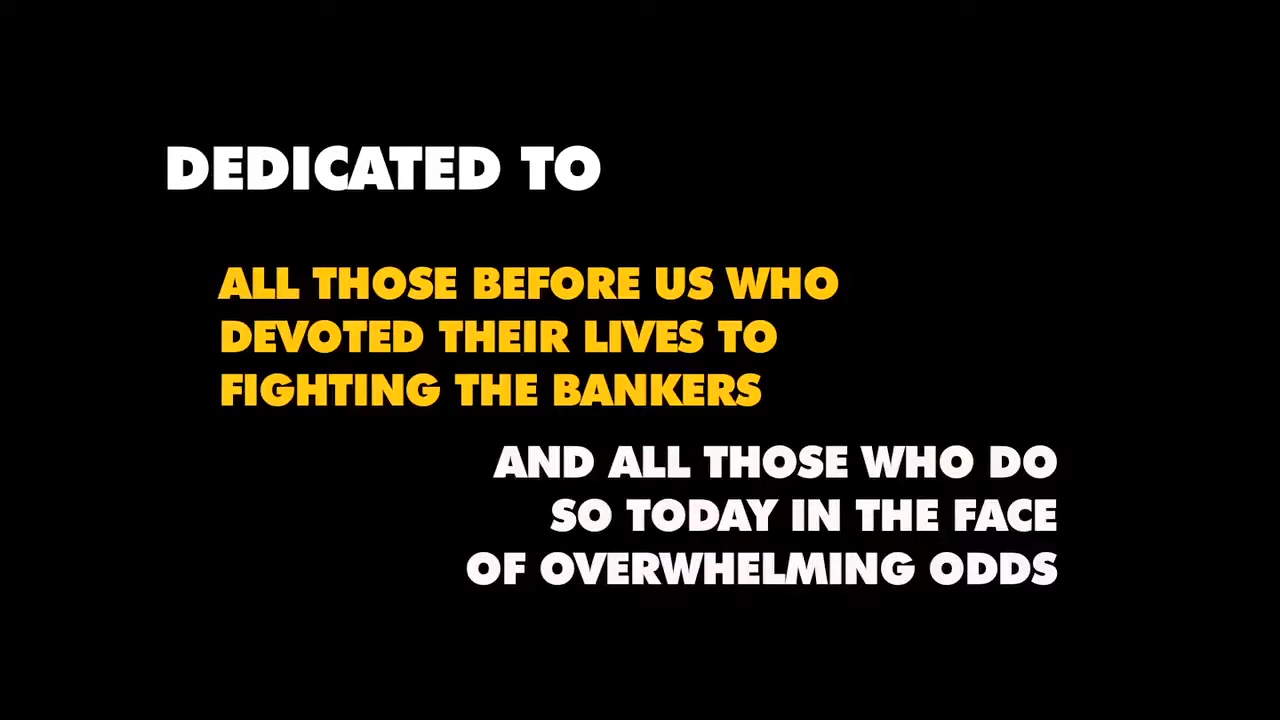 DEDICATED TO
ALL THOSE BEFORE US WHO
DEVOTED THEIR LIVES TO
FIGHTING THE BANKERS
AND ALL THOSE WHO DO
SO TODAY IN THE FACE
OF OVERWHELMING ODDS